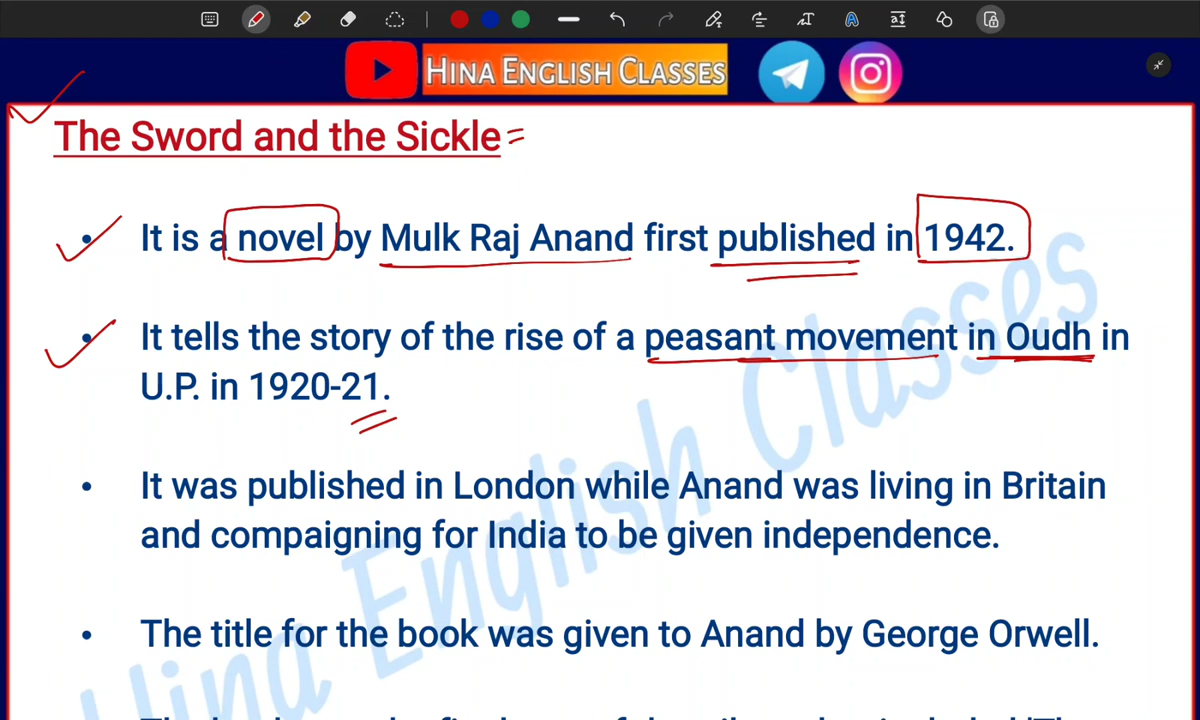 HINA ENGLISH CLASSES
The Sword and the Sickle
• It is a novel by Mulk Raj Anand first published in 1942.
• It tells the story of the rise of a peasant movement in Oudh in
U.P. in 1920-21.
• It was published in London while Anand was living in Britain
and compaigning for India to be given independence.
• The title for the book was given to Anand by George Orwell.
Hina English Classes